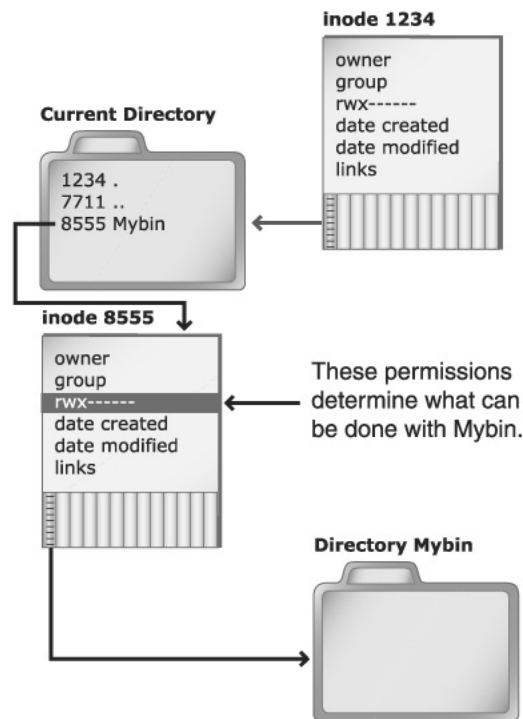 inode 1234
owner
group
rwx------
date created
date modified
links
Current Directory
1234 .
7711 ..
8555 Mybin
inode 8555
owner
group
rwx------
date created
date modified
links
These permissions
determine what can
be done with Mybin.
Directory Mybin